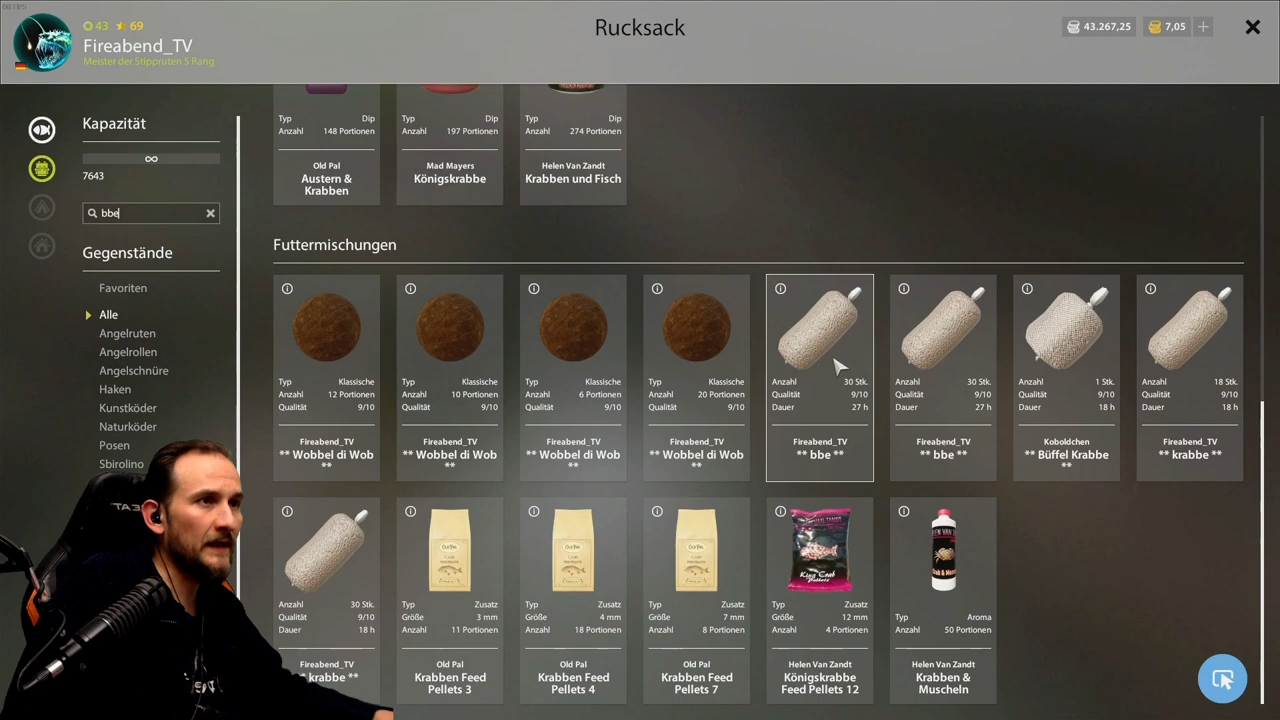 43 69
Rucksack
43.267,25 7,05 +
Fireabend_TV
Meister der Stippruten 5 Rang
Kapazität
∞
7643
bbe
Gegenstände
Favoriten
Alle
Angelruten
Angelrollen
Angelschnüre
Haken
Kunstköder
Naturköder
Posen
Sbirolino
Typ Dip
Anzahl 148 Portionen
Old Pal
Austern &
Krabben
Typ Dip
Anzahl 197 Portionen
Mad Mayers
Königskrabbe
Typ Dip
Anzahl 274 Portionen
Helen Van Zandt
Krabben und Fisch
Futtermischungen
Typ Klassische
Anzahl 12 Portionen
Qualität 9/10
Fireabend_TV
** Wobbel di Wob
**
Typ Klassische
Anzahl 10 Portionen
Qualität 9/10
Fireabend_TV
** Wobbel di Wob
**
Typ Klassische
Anzahl 6 Portionen
Qualität 9/10
Fireabend_TV
** Wobbel di Wob
**
Typ Klassische
Anzahl 20 Portionen
Qualität 9/10
Fireabend_TV
** Wobbel di Wob
**
Anzahl 30 Stk.
Qualität 9/10
Dauer 27 h
Fireabend_TV
** bbe **
Anzahl 30 Stk.
Qualität 9/10
Dauer 27 h
Fireabend_TV
** bbe **
Anzahl 1 Stk.
Qualität 9/10
Dauer 18 h
Koboldchen
** Büffel Krabbe
**
Anzahl 18 Stk.
Qualität 9/10
Dauer 18 h
Fireabend_TV
** krabbe **
Anzahl 30 Stk.
Qualität 9/10
Dauer 18 h
Fireabend_TV
krabbe **
Typ Zusatz
Größe 3 mm
Anzahl 11 Portionen
Old Pal
Krabben Feed
Pellets 3
Typ Zusatz
Größe 4 mm
Anzahl 18 Portionen
Old Pal
Krabben Feed
Pellets 4
Typ Zusatz
Größe 7 mm
Anzahl 8 Portionen
Old Pal
Krabben Feed
Pellets 7
King Crab
Pellets
Typ Zusatz
Größe 12 mm
Anzahl 4 Portionen
Helen Van Zandt
Königskrabbe
Feed Pellets 12
Typ Aroma
Anzahl 50 Portionen
Helen Van Zandt
Krabben &
Muscheln